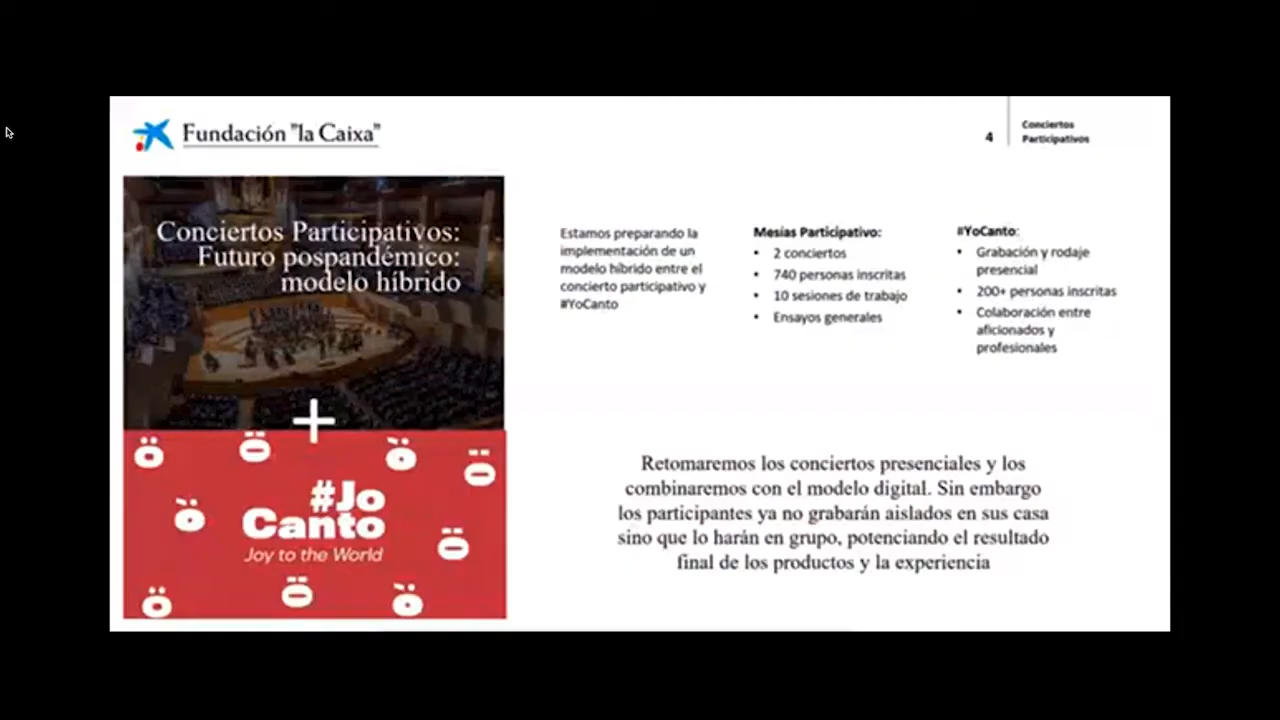 Fundación "la Caixa"
4
Conciertos
Participativos
Conciertos Participativos:
Futuro pospandémico:
modelo híbrido
Estamos preparando la
implementación de un
modelo híbrido entre el
concierto participativo y
#YoCanto
Mesías Participativo:
• 2 conciertos
• 740 personas inscritas
• 10 sesiones de trabajo
• Ensayos generales
#YoCanto:
• Grabación y rodaje
presencial
• 200+ personas inscritas
• Colaboración entre
aficionados y
profesionales
+
#Jo
Canto
Joy to the World
Retomaremos los conciertos presenciales y los
combinaremos con el modelo digital. Sin embargo
los participantes ya no grabarán aislados en sus casa
sino que lo harán en grupo, potenciando el resultado
final de los productos y la experiencia